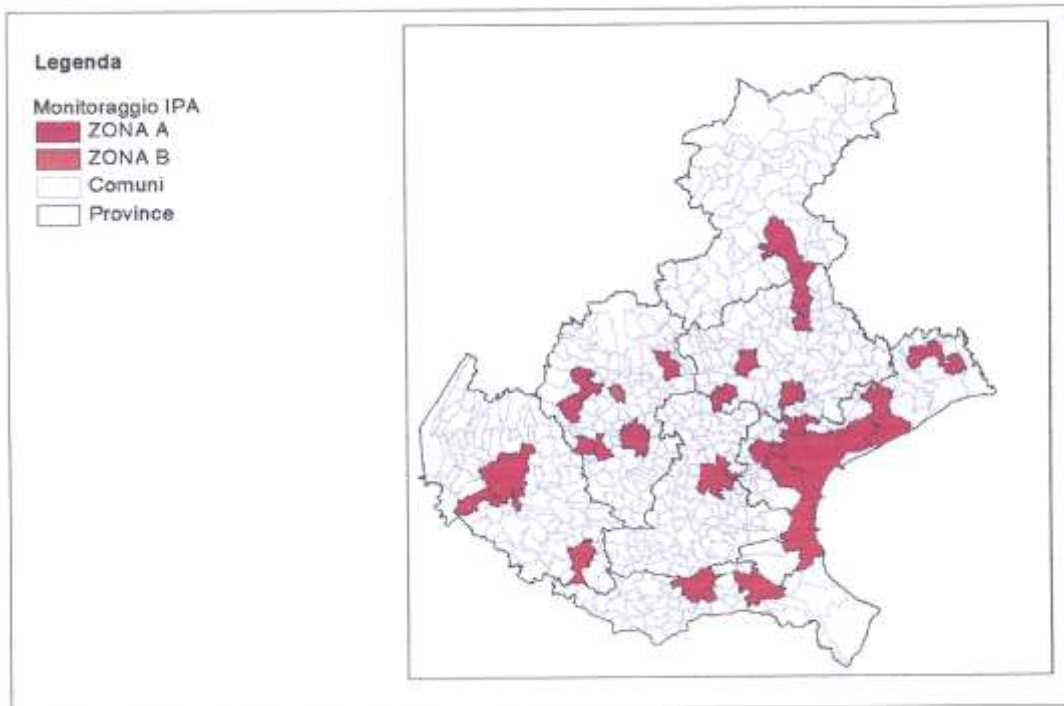 Legenda
Monitoraggio IPA
ZONA A
ZONA B
Comuni
Province